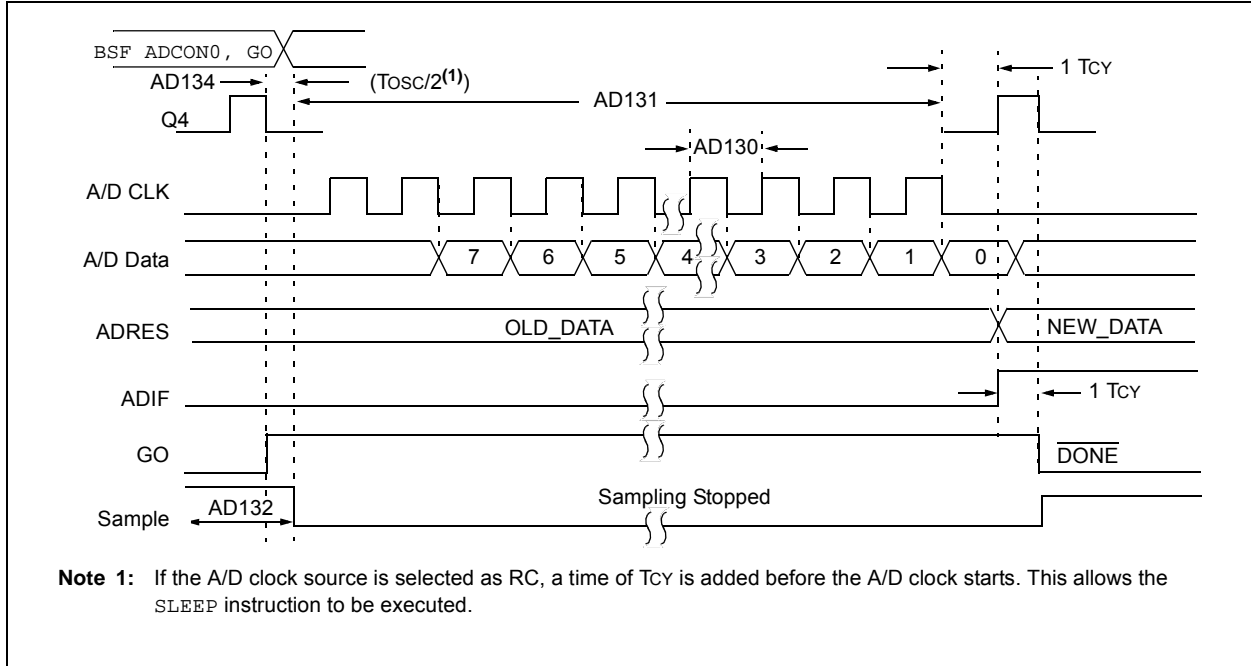 BSF ADCON0, GO
AD134
(TOSC/2(1))
1 TCY
AD131
Q4
AD130
A/D CLK
A/D Data
7 6 5 4 3 2 1 0
ADRES
OLD_DATA
NEW_DATA
ADIF
1 TCY
GO
DONE
Sample
AD132
Sampling Stopped
Note 1: If the A/D clock source is selected as RC, a time of TCY is added before the A/D clock starts. This allows the
SLEEP instruction to be executed.